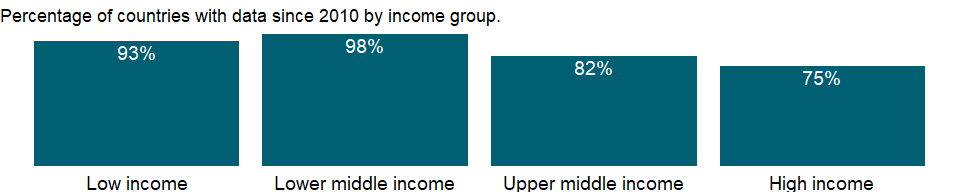 Percentage of countries with data since 2010 by income group.
93%
98%
82%
75%
Low income
Lower middle income
Upper middle income
High income